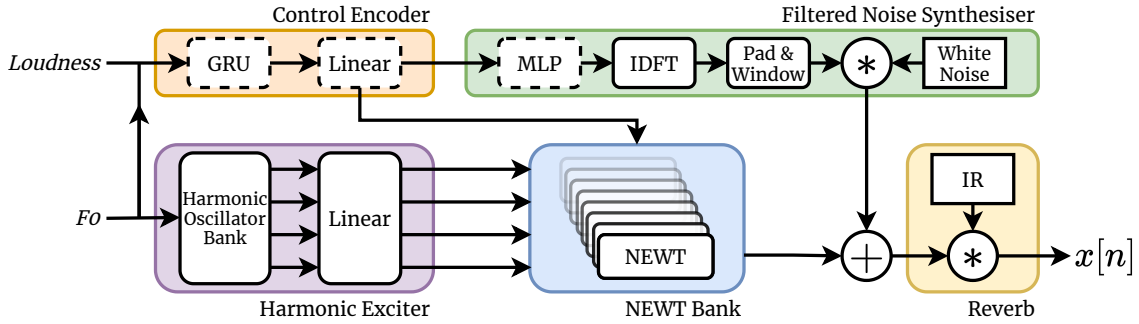 Control Encoder
Filtered Noise Synthesiser
Loudness
GRU
Linear
MLP
IDFT
Pad &
Window
*
White
Noise
F0
Harmonic
Oscillator
Bank
Linear
NEWT
IR
+
*
x[n]
Harmonic Exciter
NEWT Bank
Reverb